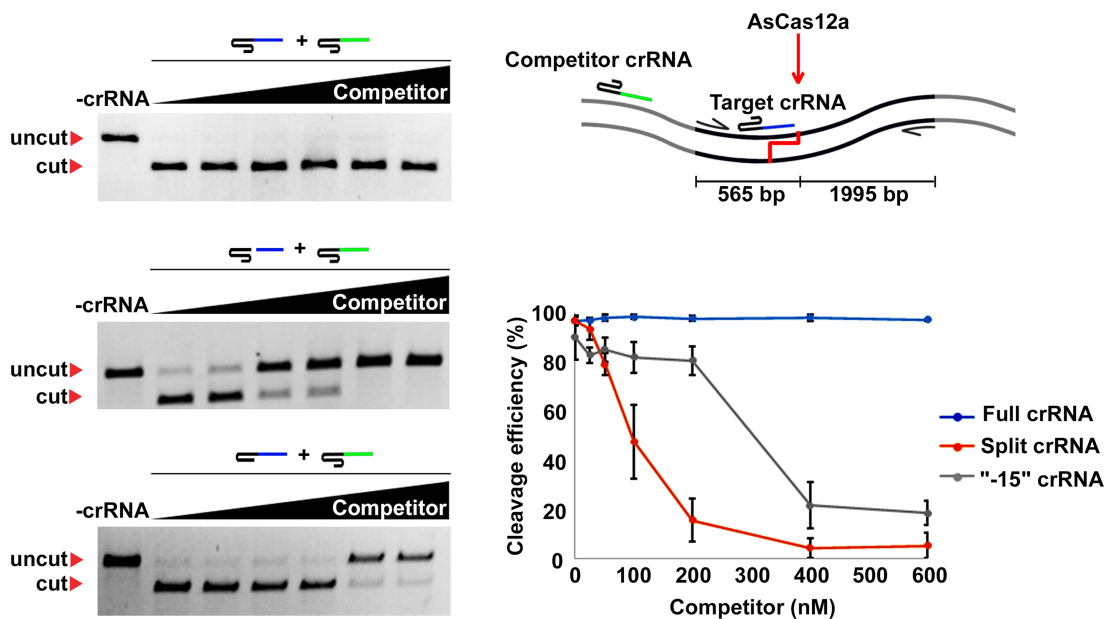 +
-crRNA
Competitor
uncut
cut
+
-crRNA
Competitor
uncut
cut
+
-crRNA
Competitor
uncut
cut
AsCas12a
Competitor crRNA
Target crRNA
565 bp
1995 bp
Cleavage efficiency (%)
100
80
60
40
20
0
0 100 200 300 400 500 600
Competitor (nM)
Full crRNA
Split crRNA
"-15" crRNA